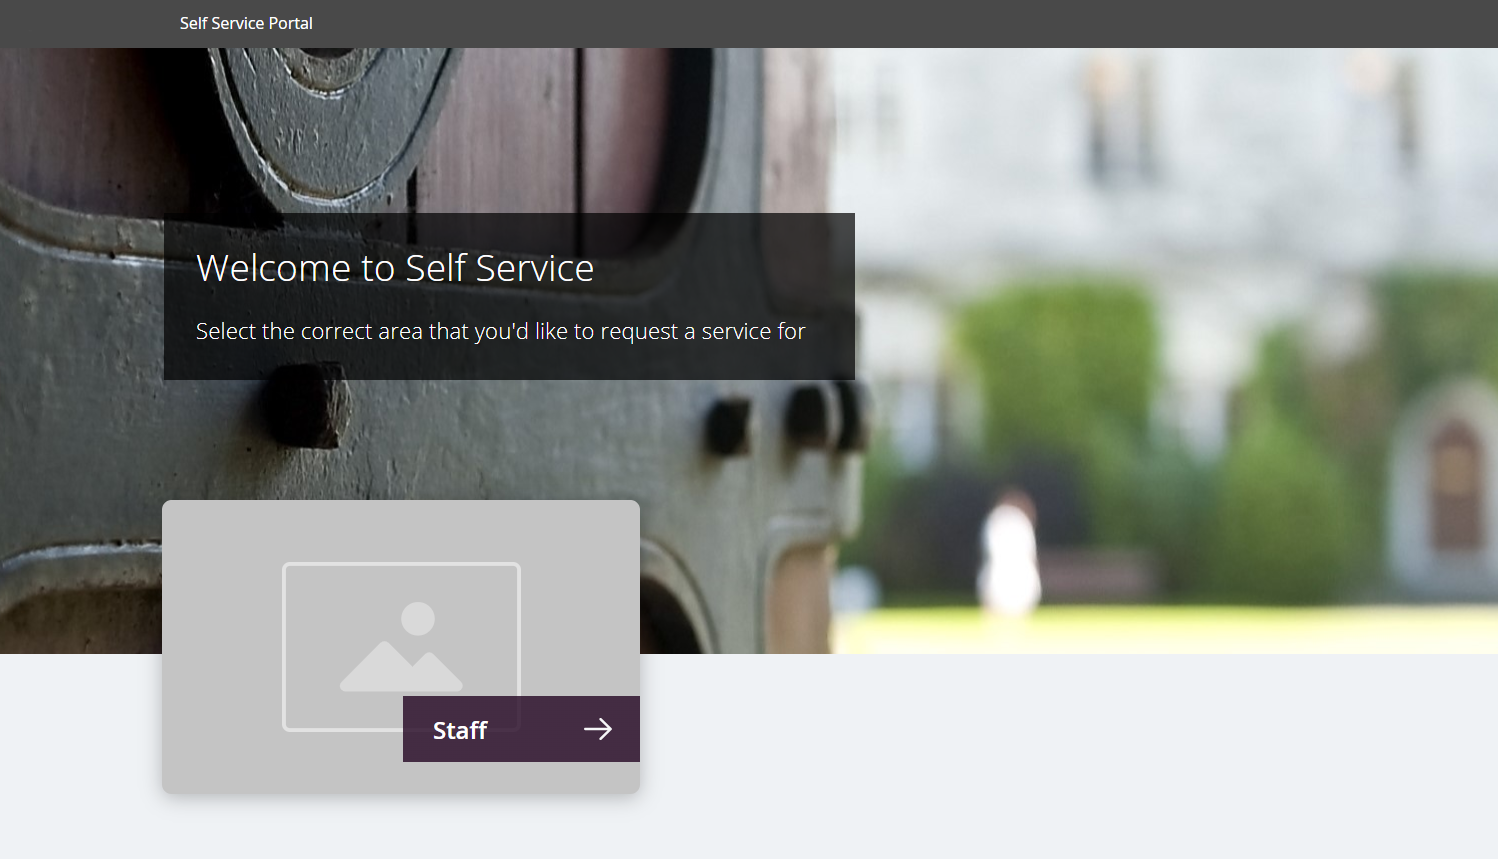 Self Service Portal
Welcome to Self Service
Select the correct area that you'd like to request a service for
Staff